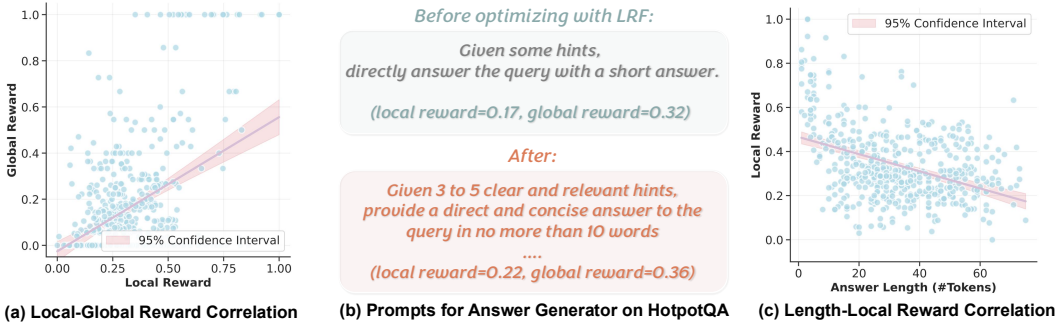 1.0
0.8
0.6
0.4
0.2
0.0
Global Reward
95% Confidence Interval
0.00 0.25 0.50 0.75 1.00
Local Reward
(a) Local-Global Reward Correlation
Before optimizing with LRF:
Given some hints,
directly answer the query with a short answer.
(local reward=0.17, global reward=0.32)
After:
Given 3 to 5 clear and relevant hints,
provide a direct and concise answer to the
query in no more than 10 words
....
(local reward=0.22, global reward=0.36)
(b) Prompts for Answer Generator on HotpotQA
95% Confidence Interval
1.0
0.8
0.6
0.4
0.2
0.0
Local Reward
0 20 40 60
Answer Length (#Tokens)
(c) Length-Local Reward Correlation